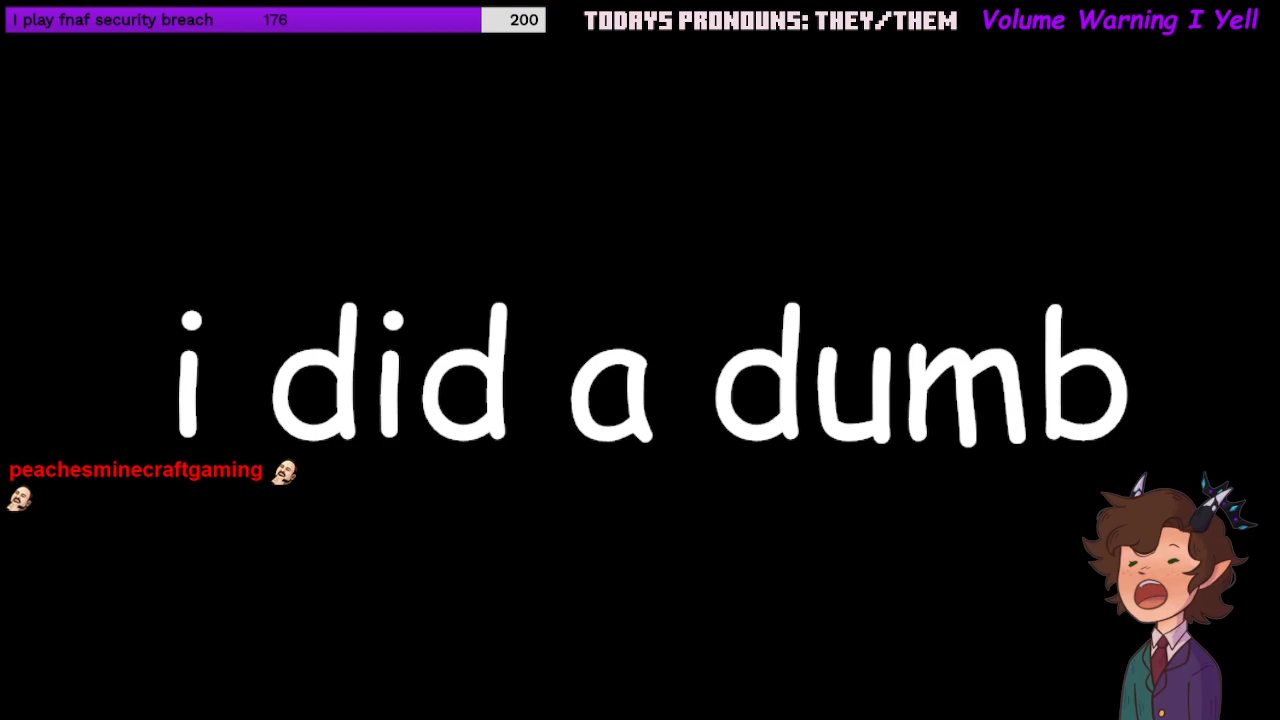 I play fnaf security breach 176 200
TODAYS PRONOUNS: THEY/THEM
Volume Warning I Yell
i did a dumb
peachesminecraftgaming